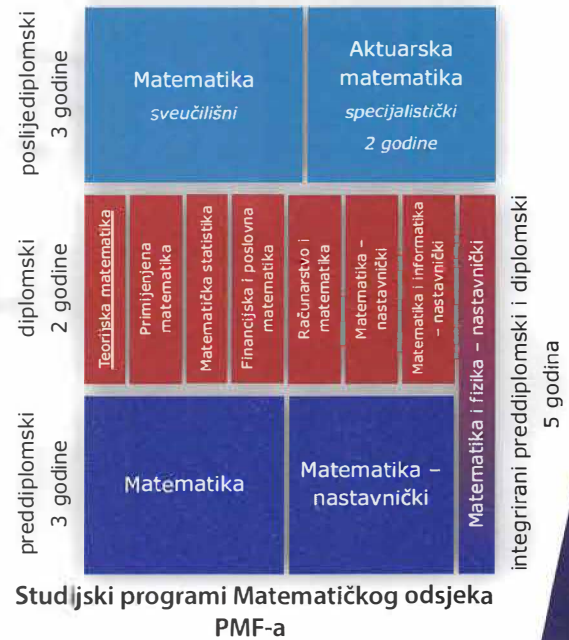 poslijediplomski
3 godine
Matematika
sveučilišni
Aktuarska
matematika
specijalistički
2 godine
diplomski
2 godine
Teorijska matematika
Primijenjena
matematika
Matematička statistika
Financijska i poslovna
matematika
Računarstvo i
matematika
Matematika –
nastavnički
Matematika i informatika
– nastavnički
Matematika i fizika – nastavnički
integrirani preddiplomski i diplomski
5 godina
preddiplomski
3 godine
Matematika
Matematika –
nastavnički
Studijski programi Matematičkog odsjeka
PMF-a